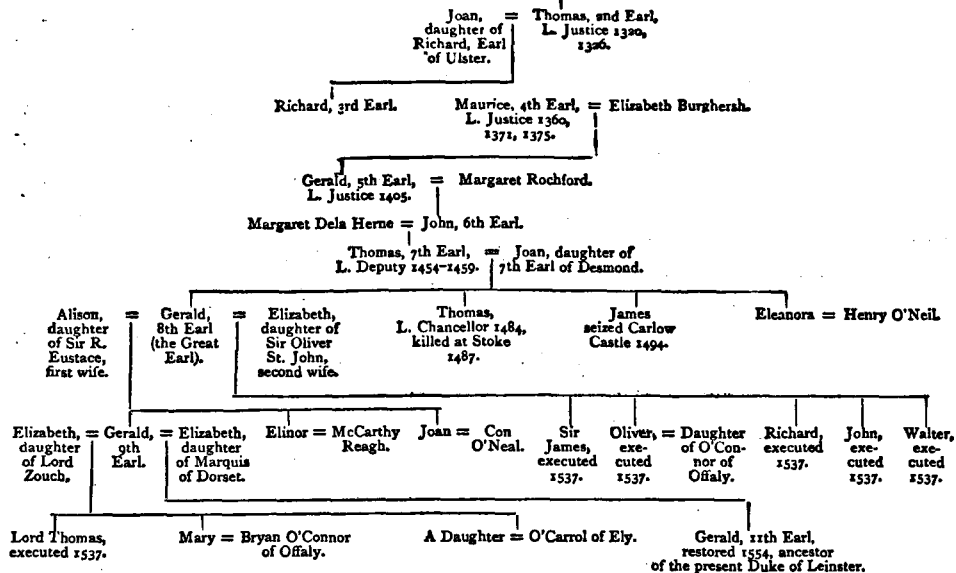 Joan, = Thomas, 2nd Earl,
daughter of L. Justice 1320,
Richard, Earl 1326.
of Ulster.
Richard, 3rd Earl. Maurice, 4th Earl, = Elizabeth Burghersh.
L. Justice 1360,
1371, 1375.
Gerald, 5th Earl, = Margaret Rochford.
L. Justice 1405.
Margaret Dela Herne = John, 6th Earl.
Thomas, 7th Earl, = Joan, daughter of
L. Deputy 1454-1459. 7th Earl of Desmond.
Alison, = Gerald, = Elizabeth, Thomas, James Eleanora = Henry O'Neil.
daughter 8th Earl daughter of L. Chancellor 1484, seized Carlow
of Sir R. (the Great Sir Oliver killed at Stoke Castle 1494.
Eustace, Earl). St. John, 1487.
first wife. second wife.
Elizabeth, = Gerald, = Elizabeth, Elinor = McCarthy Joan = Con Sir Oliver, = Daughter Richard, John, Walter,
daughter 9th daughter Reagh. O'Neal. James, exe- of O'Con- executed exe- exe-
of Lord Earl. of Marquis executed cuted nor of 1537. cuted cuted
Zouch. of Dorset. 1537. 1537. Offaly. 1537. 1537.
Lord Thomas, Mary = Bryan O'Connor A Daughter = O'Carrol of Ely. Gerald, 11th Earl,
executed 1537. of Offaly. restored 1554, ancestor
of the present Duke of Leinster.